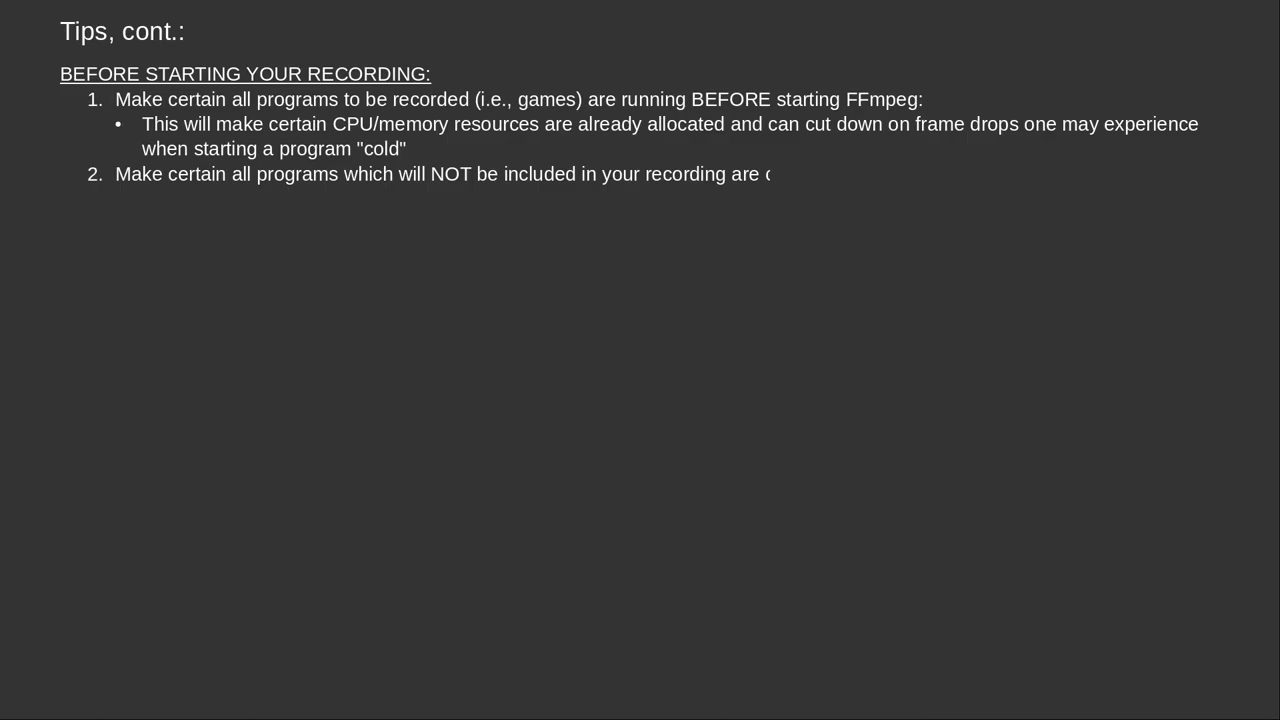 Tips, cont.:
BEFORE STARTING YOUR RECORDING:
1. Make certain all programs to be recorded (i.e., games) are running BEFORE starting FFmpeg:
• This will make certain CPU/memory resources are already allocated and can cut down on frame drops one may experience
when starting a program "cold"
2. Make certain all programs which will NOT be included in your recording are